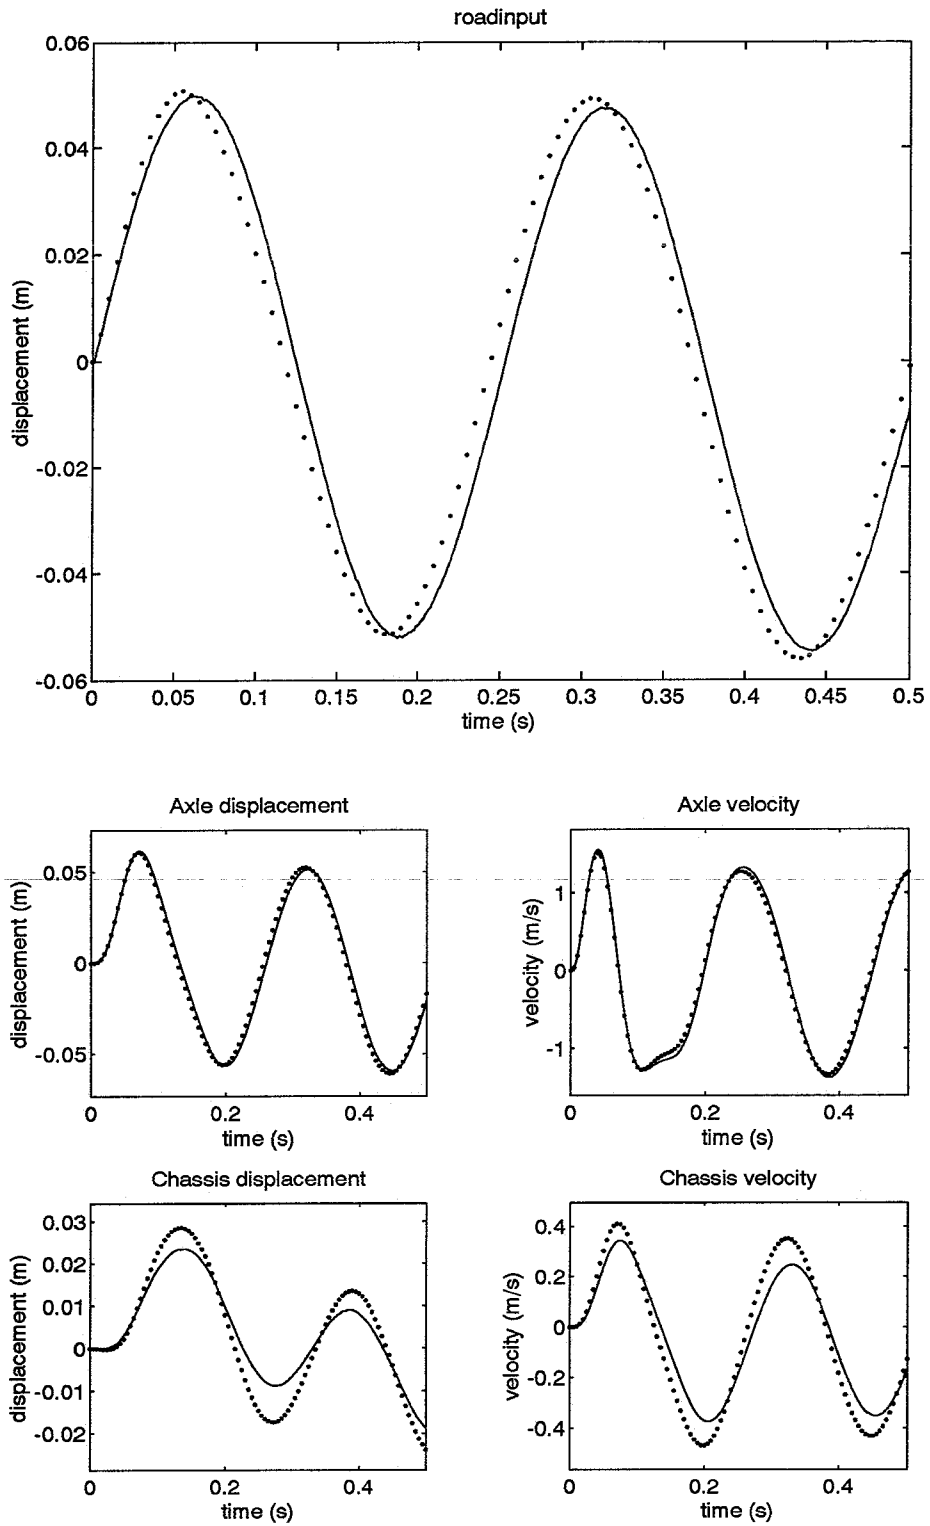 roadinput
0.06
0.04
0.02
0
-0.02
-0.04
-0.06
displacement (m)
0 0.05 0.1 0.15 0.2 0.25 0.3 0.35 0.4 0.45 0.5
time (s)
Axle displacement
0.05
0
-0.05
displacement (m)
0 0.2 0.4
time (s)
Axle velocity
1
0
-1
velocity (m/s)
0 0.2 0.4
time (s)
Chassis displacement
0.03
0.02
0.01
0
-0.01
-0.02
displacement (m)
0 0.2 0.4
time (s)
Chassis velocity
0.4
0.2
0
-0.2
-0.4
velocity (m/s)
0 0.2 0.4
time (s)